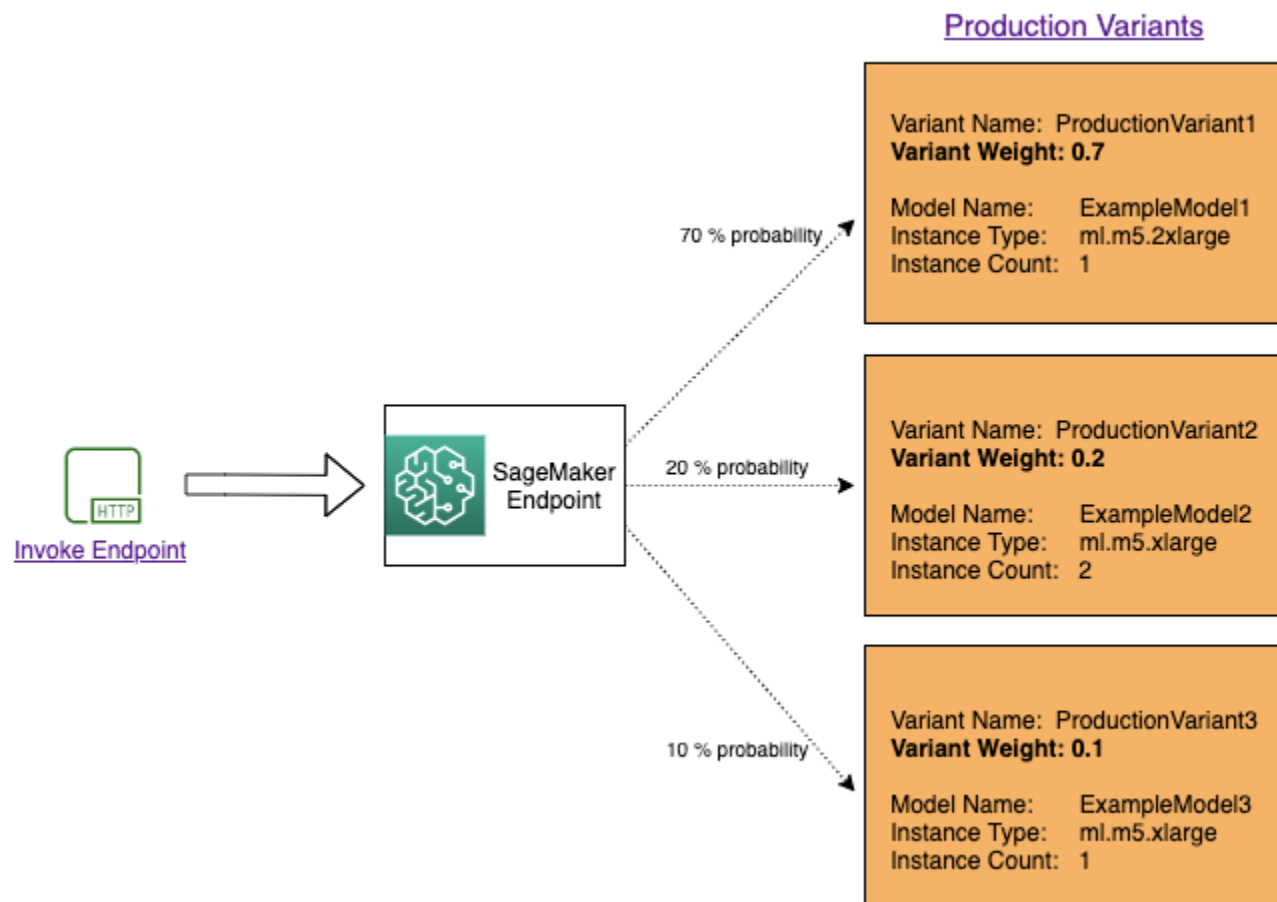 Production Variants
Variant Name: ProductionVariant1
Variant Weight: 0.7
Model Name: ExampleModel1
Instance Type: ml.m5.2xlarge
Instance Count: 1
70 % probability
Variant Name: ProductionVariant2
Variant Weight: 0.2
Model Name: ExampleModel2
Instance Type: ml.m5.xlarge
Instance Count: 2
20 % probability
SageMaker
Endpoint
HTTP
Invoke Endpoint
Variant Name: ProductionVariant3
Variant Weight: 0.1
Model Name: ExampleModel3
Instance Type: ml.m5.xlarge
Instance Count: 1
10 % probability